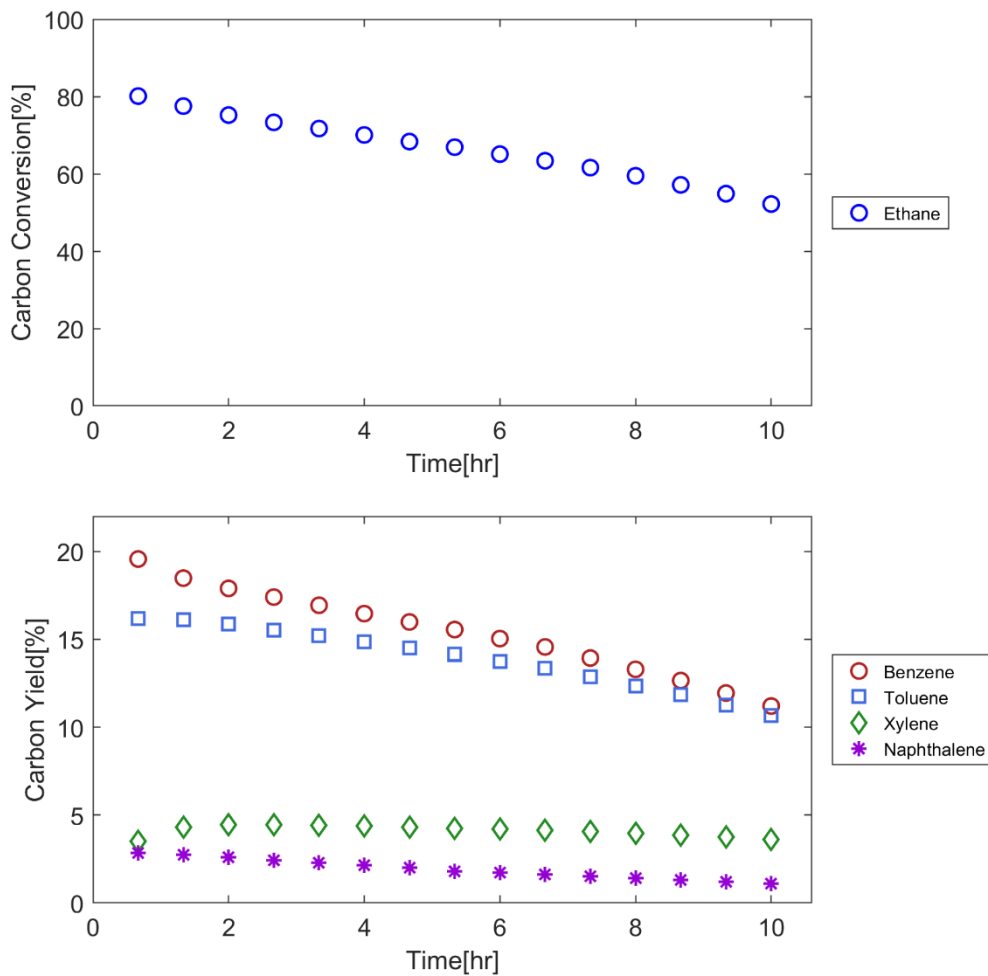 Carbon Conversion[%]
100
80
60
40
20
0
0 2 4 6 8 10
Time[hr]
Ethane
Carbon Yield[%]
20
15
10
5
0
0 2 4 6 8 10
Time[hr]
Benzene
Toluene
Xylene
Naphthalene